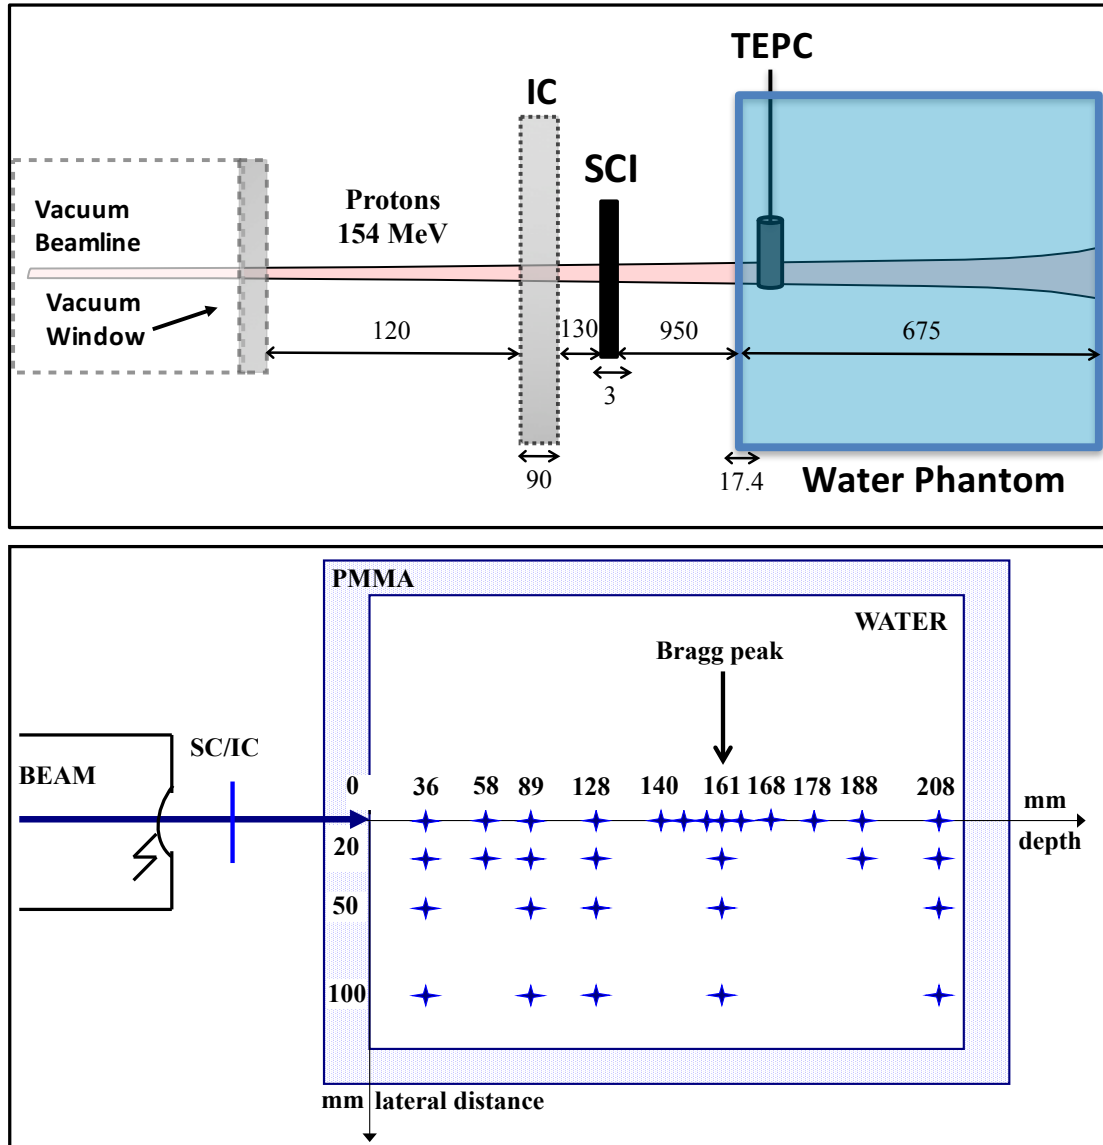 TEPC
IC
SCI
Protons
154 MeV
Vacuum
Beamline
Vacuum
Window
120
130
950
675
3
90
17.4
Water Phantom
PMMA
WATER
Bragg peak
SC/IC
BEAM
0
36
58
89
128
140
161
168
178
188
208
mm
depth
20
50
100
mm
lateral distance